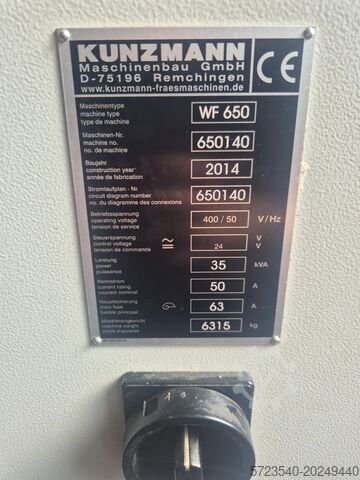 KUNZMANN
Maschinenbau GmbH
D-75196 Remchingen
www.kunzmann-fraesmaschinen.de
CE
Maschinentype
machine type
type de machine
WF 650
Maschinen-Nr.
machine no.
no. de machine
650140
Baujahr
construction year
année de fabrication
2014
Stromlaufplan - Nr.
circuit diagram number
no. du diagramme des connexions
650140
Betriebsspannung
operating voltage
tension de service
400 / 50
V/Hz
Steuerspannung
control voltage
tension de commande
24
V
V
Leistung
power
puissance
35
kVA
Nennstrom
current rating
courant nominal
50
A
Hauptsicherung
main fuse
fusible principal
63
A
Maschinengewicht
machine weight
points d'appareils
6315
kg
5723540-20249440